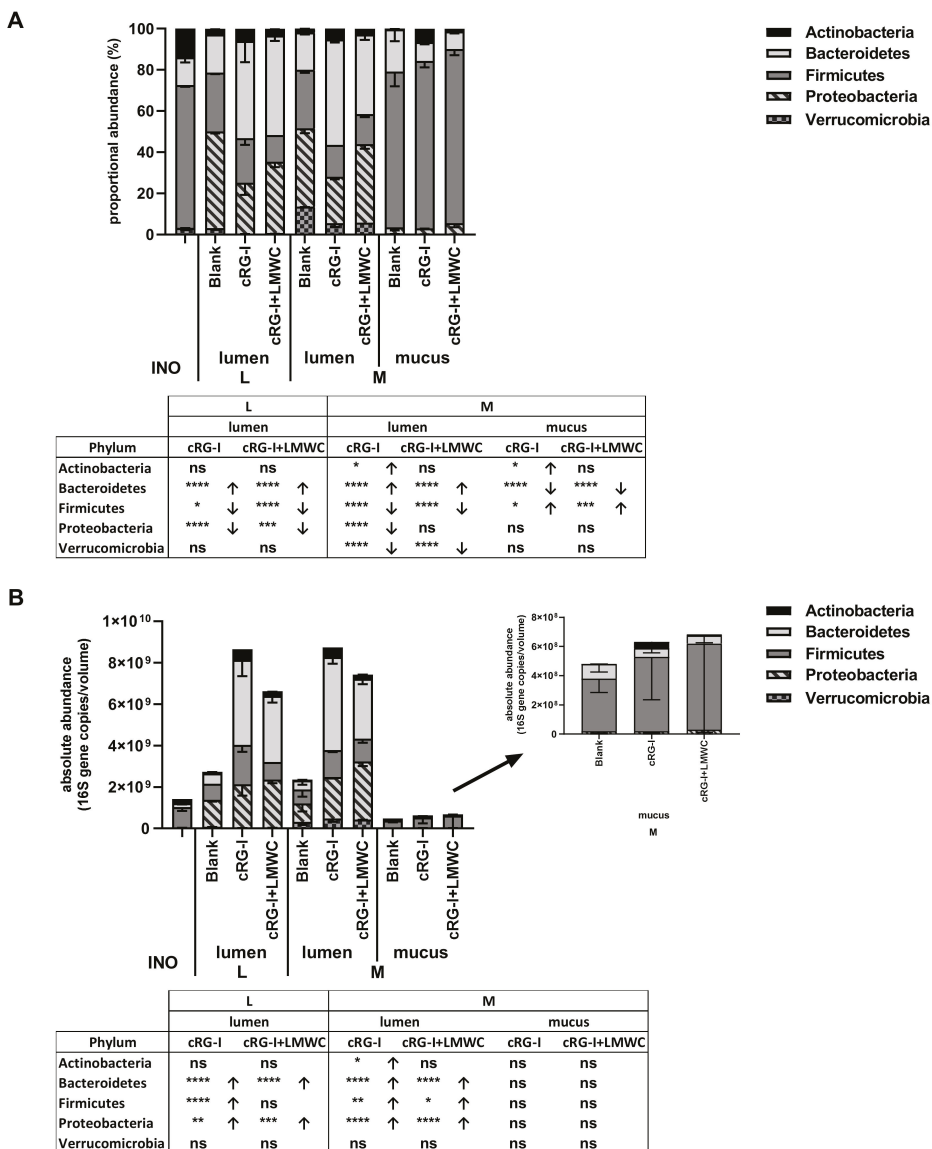 A
proportional abundance (%)
100
80
60
40
20
0
Actinobacteria
Bacteroidetes
Firmicutes
Proteobacteria
Verrucomicrobia
Blank
cRG-I
cRG-I+LMWC
Blank
cRG-I
cRG-I+LMWC
Blank
cRG-I
cRG-I+LMWC
INO
lumen
lumen
mucus
L
M
L M
lumen lumen mucus
Phylum cRG-I cRG-I+LMWC cRG-I cRG-I+LMWC cRG-I cRG-I+LMWC
Actinobacteria ns ns * ↑ ns * ↑ ns
Bacteroidetes **** ↑ **** ↑ **** ↑ **** ↑ **** ↓ **** ↓
Firmicutes * ↓ **** ↓ **** ↓ **** ↓ * ↑ *** ↑
Proteobacteria **** ↓ *** ↓ **** ↓ ns ns ns
Verrucomicrobia ns ns **** ↓ **** ↓ ns ns
B
absolute abundance
(16S gene copies/volume)
1×10¹⁰
8×10⁹
6×10⁹
4×10⁹
2×10⁹
0
absolute abundance
(16S gene copies/volume)
8×10⁸
6×10⁸
4×10⁸
2×10⁸
0
Blank
cRG-I
cRG-I+LMWC
mucus
M
Actinobacteria
Bacteroidetes
Firmicutes
Proteobacteria
Verrucomicrobia
Blank
cRG-I
cRG-I+LMWC
Blank
cRG-I
cRG-I+LMWC
Blank
cRG-I
cRG-I+LMWC
INO
lumen
lumen
mucus
L
M
L M
lumen lumen mucus
Phylum cRG-I cRG-I+LMWC cRG-I cRG-I+LMWC cRG-I cRG-I+LMWC
Actinobacteria ns ns * ↑ ns ns ns
Bacteroidetes **** ↑ **** ↑ **** ↑ **** ↑ ns ns
Firmicutes **** ↑ ns ** ↑ * ↑ ns ns
Proteobacteria ** ↑ *** ↑ **** ↑ **** ↑ ns ns
Verrucomicrobia ns ns ns ns ns ns